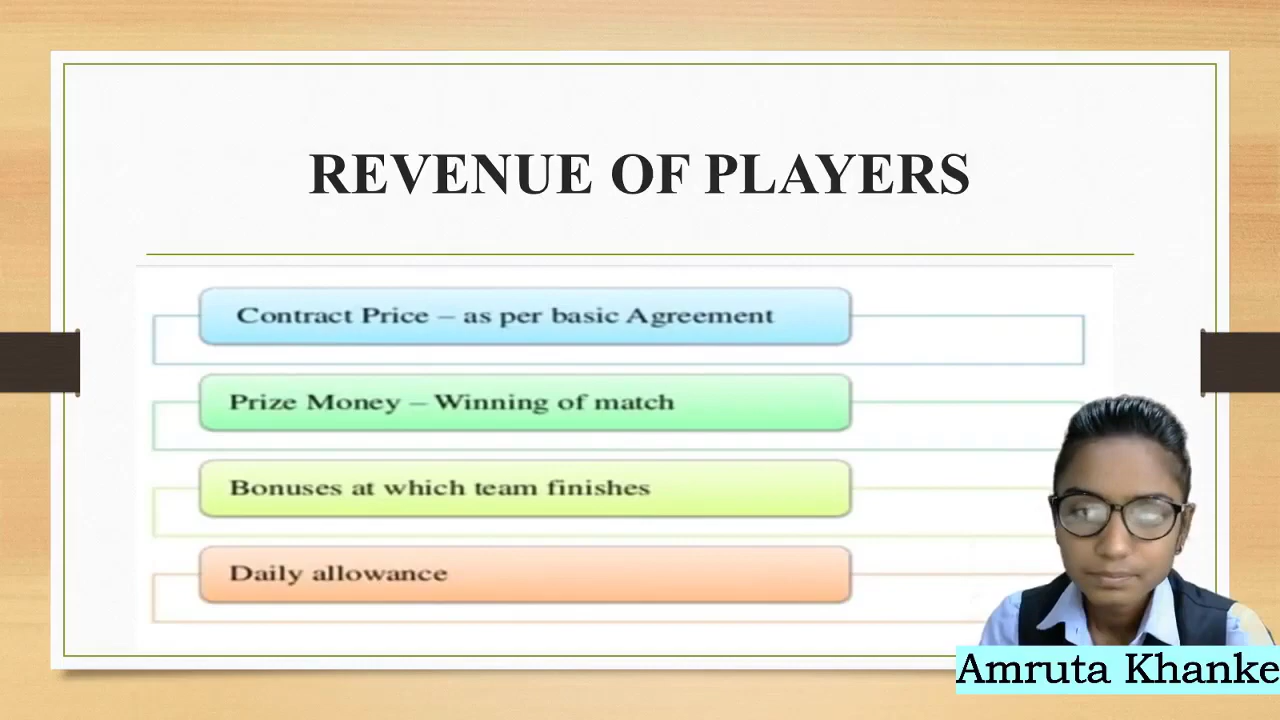 REVENUE OF PLAYERS
Contract Price – as per basic Agreement
Prize Money – Winning of match
Bonuses at which team finishes
Daily allowance
Amruta Khanke